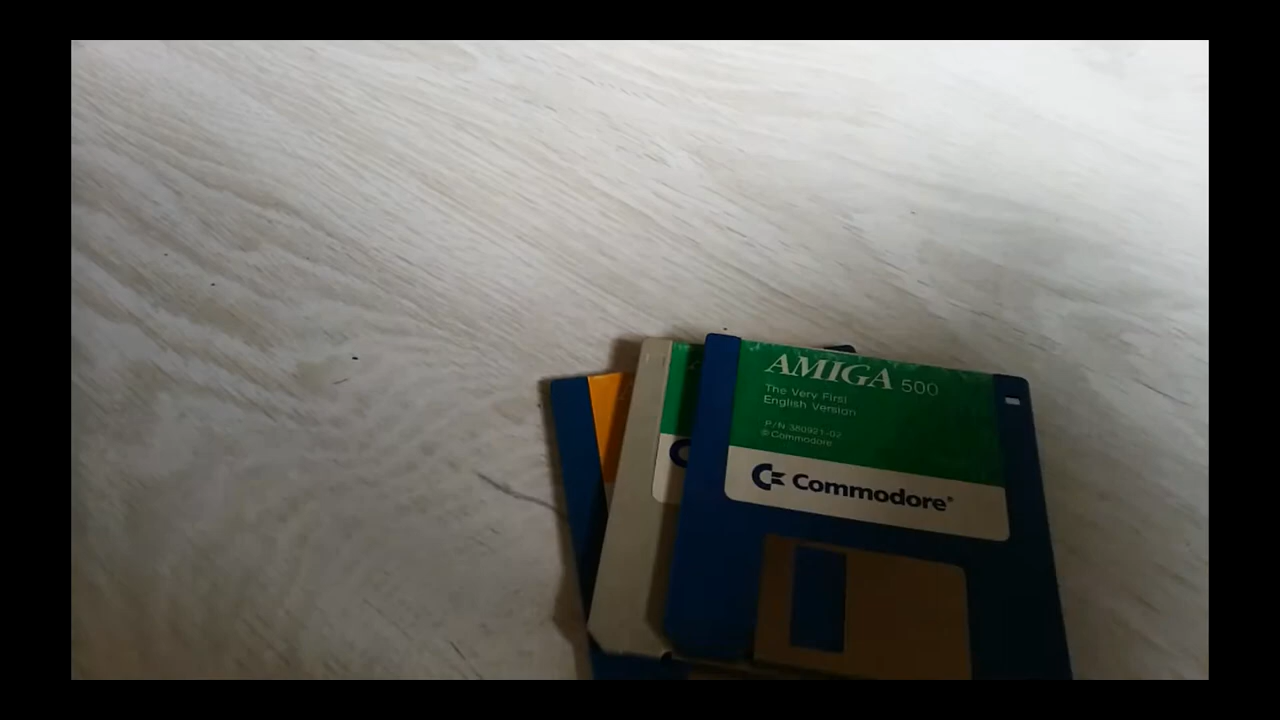 AMIGA 500
The Very First
English Version
P/N 380921-02
© Commodore
Commodore®